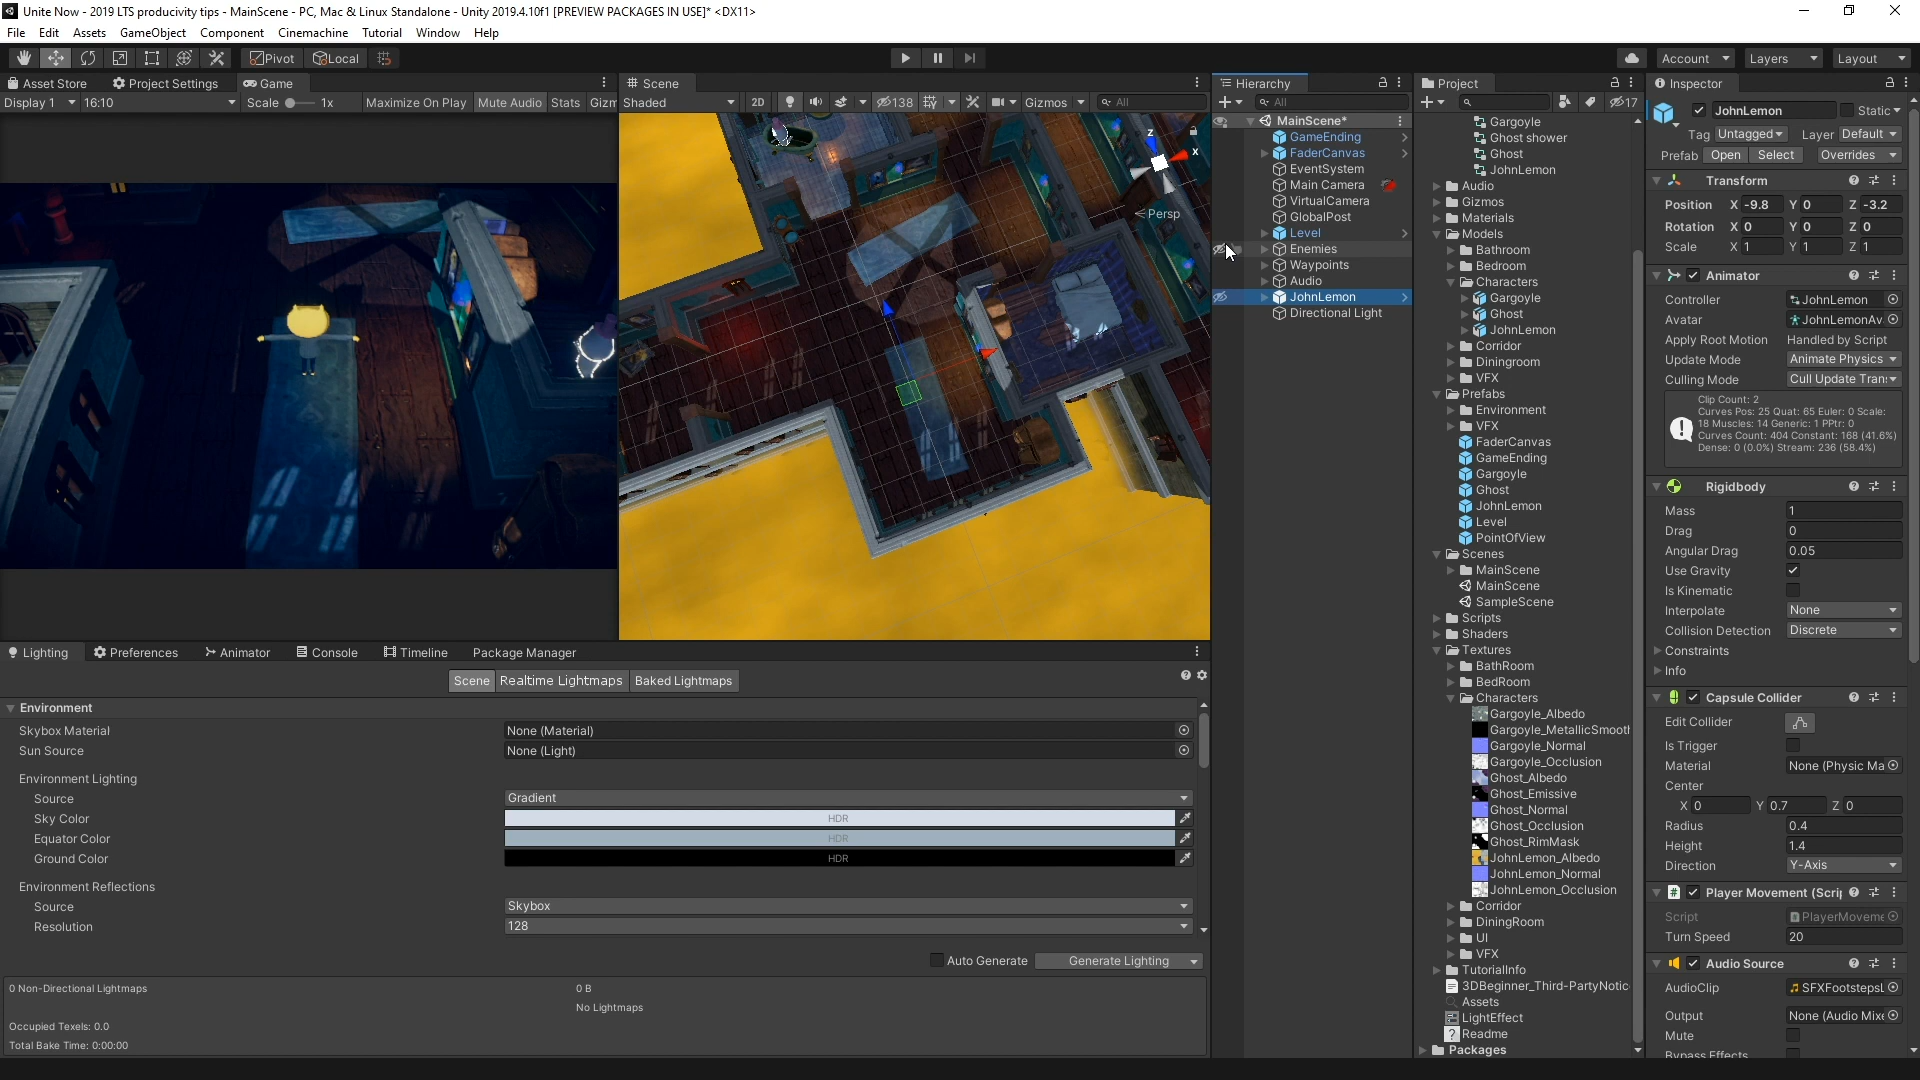 Unite Now - 2019 LTS producivity tips - MainScene - PC, Mac & Linux Standalone - Unity 2019.4.10f1 [PREVIEW PACKAGES IN USE]* <DX11>
File Edit Assets GameObject Component Cinemachine Tutorial Window Help
Pivot Local Account Layers Layout
Asset Store Project Settings Game
Display 1 16:10 Scale 1x Maximize On Play Mute Audio Stats Gizm
Scene
Shaded 2D 138 Gizmos All
Persp
z
x
Hierarchy
All
MainScene*
GameEnding
FaderCanvas
EventSystem
Main Camera
VirtualCamera
GlobalPost
Level
Enemies
Waypoints
Audio
JohnLemon
Directional Light
Project
17
Gargoyle
Ghost shower
Ghost
JohnLemon
Audio
Gizmos
Materials
Models
Bathroom
Bedroom
Characters
Gargoyle
Ghost
JohnLemon
Corridor
Diningroom
VFX
Prefabs
Environment
VFX
FaderCanvas
GameEnding
Gargoyle
Ghost
JohnLemon
Level
PointOfView
Scenes
MainScene
MainScene
SampleScene
Scripts
Shaders
Textures
BathRoom
BedRoom
Characters
Gargoyle_Albedo
Gargoyle_MetallicSmooth
Gargoyle_Normal
Gargoyle_Occlusion
Ghost_Albedo
Ghost_Emissive
Ghost_Normal
Ghost_Occlusion
Ghost_RimMask
JohnLemon_Albedo
JohnLemon_Normal
JohnLemon_Occlusion
Corridor
DiningRoom
UI
VFX
TutorialInfo
3DBeginner_Third-PartyNotic
Assets
LightEffect
Readme
Packages
Inspector
JohnLemon Static
Tag Untagged Layer Default
Prefab Open Select Overrides
Transform
Position X -9.8 Y 0 Z -3.2
Rotation X 0 Y 0 Z 0
Scale X 1 Y 1 Z 1
Animator
Controller JohnLemon
Avatar JohnLemonAv
Apply Root Motion Handled by Script
Update Mode Animate Physics
Culling Mode Cull Update Tran
Clip Count: 2
Curves Pos: 25 Quat: 65 Euler: 0 Scale:
18 Muscles: 14 Generic: 1 PPtr: 0
Curves Count: 404 Constant: 168 (41.6%)
Dense: 0 (0.0%) Stream: 236 (58.4%)
Rigidbody
Mass 1
Drag 0
Angular Drag 0.05
Use Gravity
Is Kinematic
Interpolate None
Collision Detection Discrete
Constraints
Info
Capsule Collider
Edit Collider
Is Trigger
Material None (Physic Ma
Center
X 0 Y 0.7 Z 0
Radius 0.4
Height 1.4
Direction Y-Axis
Player Movement (Scrip
Script PlayerMoveme
Turn Speed 20
Audio Source
AudioClip SFXFootstepsL
Output None (Audio Mixe
Mute
Bypass Effects
Lighting Preferences Animator Console Timeline Package Manager
Scene Realtime Lightmaps Baked Lightmaps
Environment
Skybox Material None (Material)
Sun Source None (Light)
Environment Lighting
Source Gradient
Sky Color HDR
Equator Color HDR
Ground Color HDR
Environment Reflections
Source Skybox
Resolution 128
Auto Generate Generate Lighting
0 Non-Directional Lightmaps 0 B
No Lightmaps
Occupied Texels: 0.0
Total Bake Time: 0:00:00